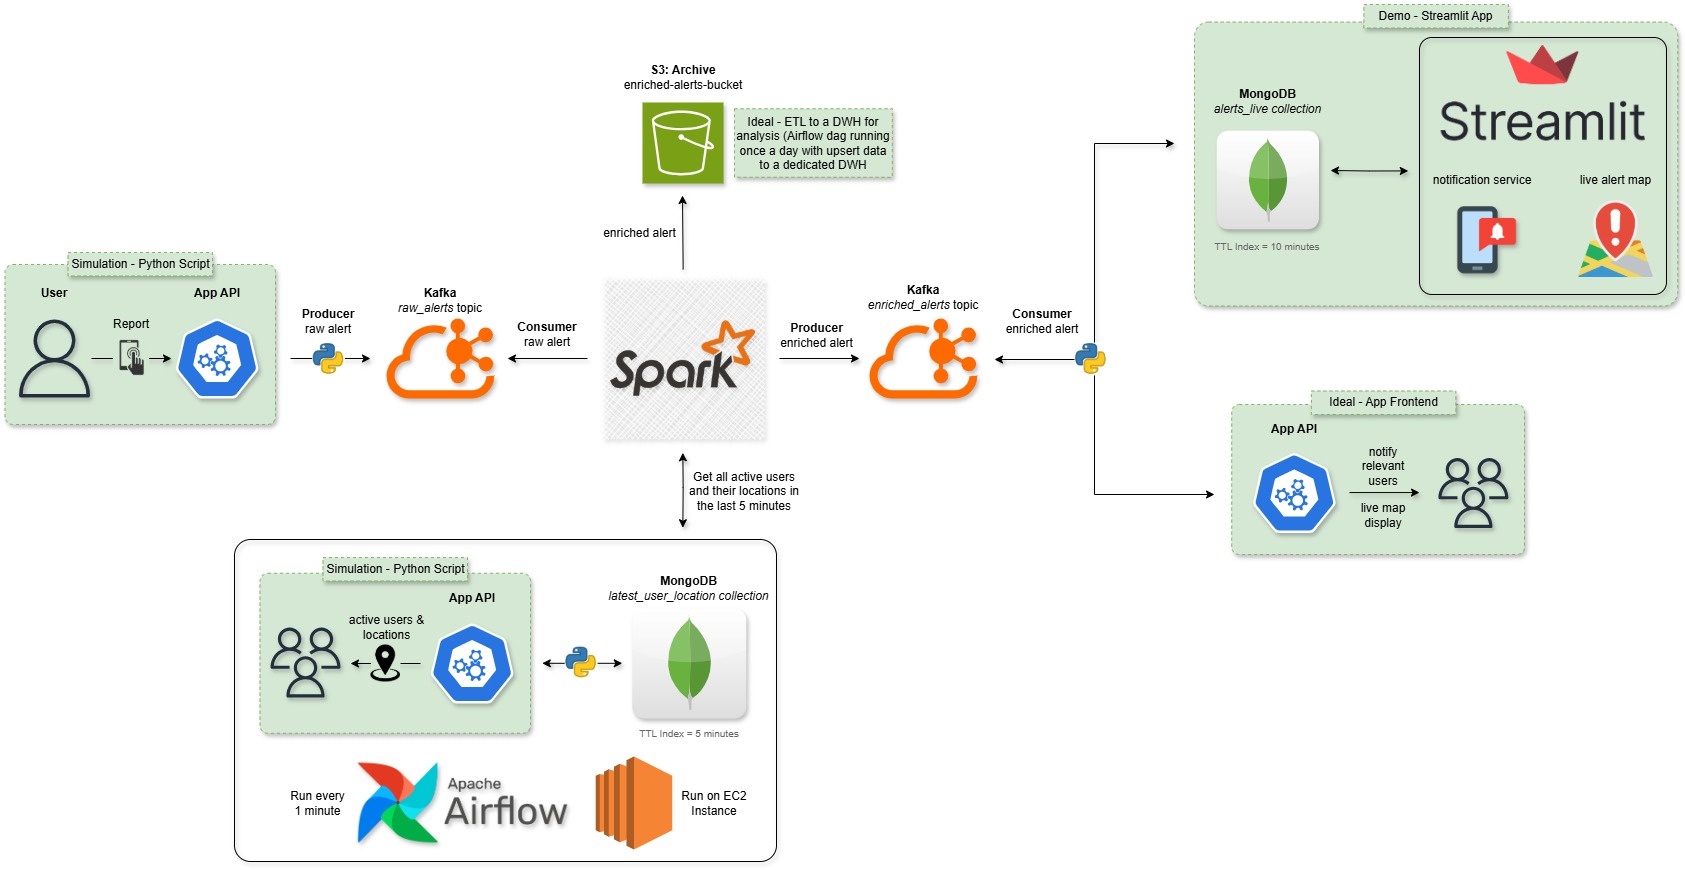 Demo - Streamlit App
Streamlit
MongoDB
alerts_live collection
TTL Index = 10 minutes
notification service
live alert map
S3: Archive
enriched-alerts-bucket
Ideal - ETL to a DWH for
analysis (Airflow dag running
once a day with upsert data
to a dedicated DWH
enriched alert
Simulation - Python Script
User
App API
Report
Producer
raw alert
Kafka
raw_alerts topic
Consumer
raw alert
Spark
Producer
enriched alert
Kafka
enriched_alerts topic
Consumer
enriched alert
Ideal - App Frontend
App API
notify
relevant
users
live map
display
Get all active users
and their locations in
the last 5 minutes
Simulation - Python Script
App API
active users &
locations
MongoDB
latest_user_location collection
TTL Index = 5 minutes
Run every
1 minute
Apache
Airflow
Run on EC2
Instance